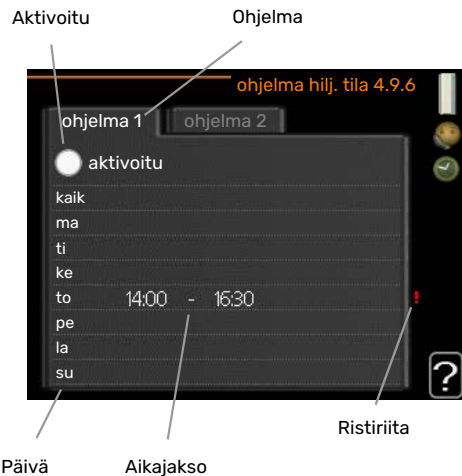 Aktivoitu
Ohjelma
ohjelma hilj. tila 4.9.6
ohjelma 1
ohjelma 2
aktivoitu
kaik
ma
ti
ke
to 14:00 - 16:30 !
pe
la
su
?
Ristiriita
Päivä
Aikajakso